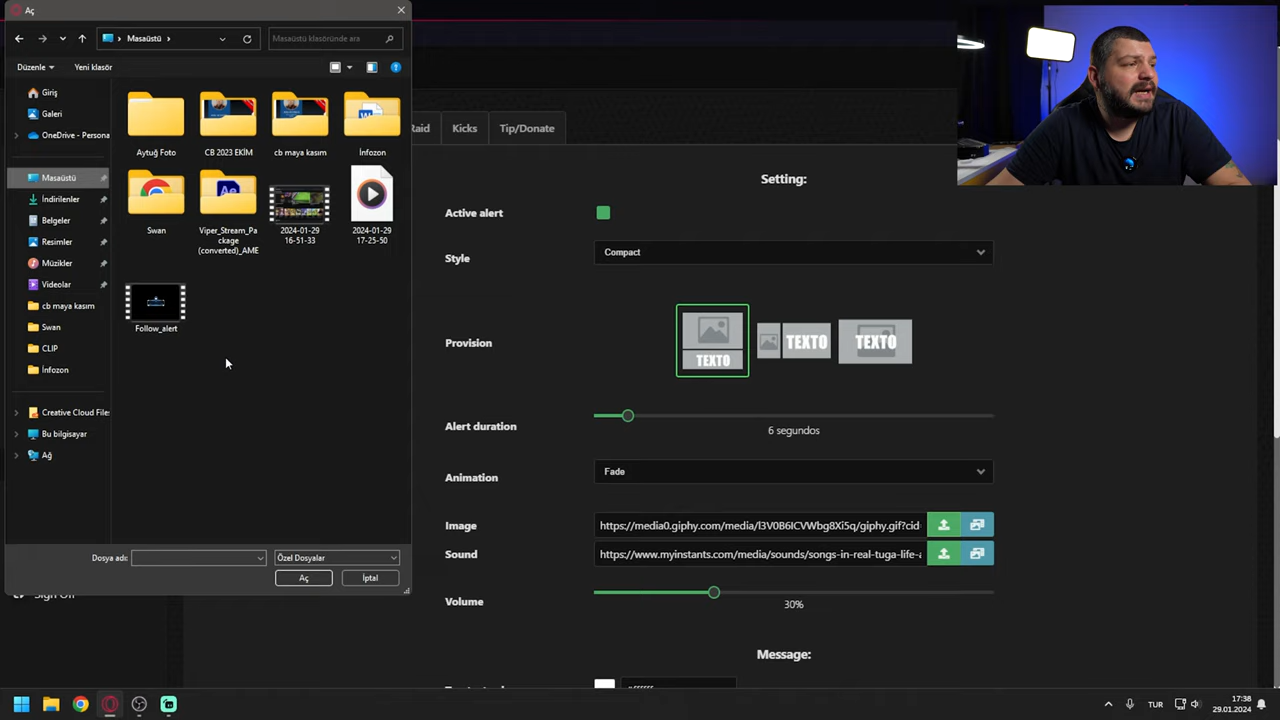 Aç
Masaüstü
Masaüstü klasöründe ara
Düzenle
Yeni klasör
Giriş
Galeri
OneDrive - Persona
Masaüstü
İndirilenler
Belgeler
Resimler
Müzikler
Videolar
cb maya kasım
Swan
CLIP
İnfozon
Creative Cloud Files
Bu bilgisayar
Ağ
Aytuğ Foto
CB 2023 EKİM
cb maya kasım
İnfozon
Swan
Viper_Stream_Pa
ckage
(converted)_AME
2024-01-29
16-51-33
2024-01-29
17-25-50
Follow_alert
Dosya adı:
Özel Dosyalar
Aç
İptal
Sign Off
aid
Kicks
Tip/Donate
Setting:
Active alert
Style
Compact
Provision
TEXTO
TEXTO
TEXTO
Alert duration
6 segundos
Animation
Fade
Image
https://media0.giphy.com/media/l3V0B6ICVWbg8Xi5q/giphy.gif?cid
Sound
https://www.myinstants.com/media/sounds/songs-in-real-tuga-life-a
Volume
30%
Message:
TUR
17:38
29.01.2024